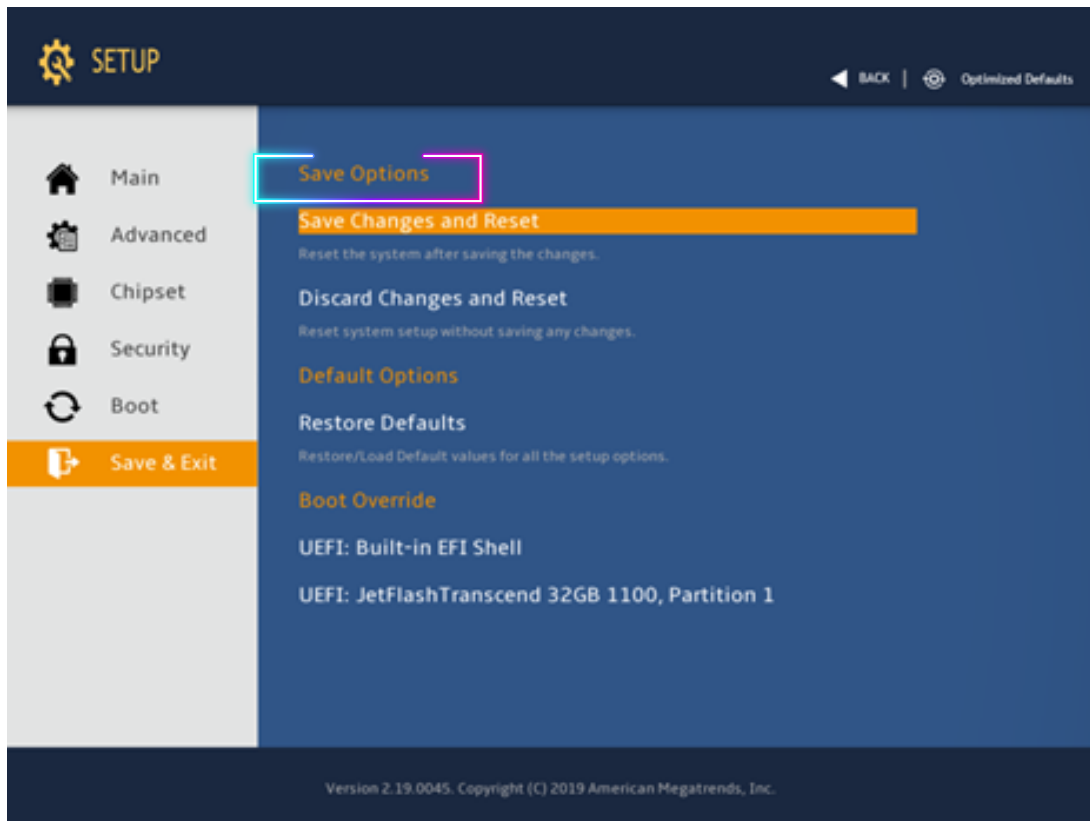 SETUP
BACK | Optimized Defaults
Main
Advanced
Chipset
Security
Boot
Save & Exit
Save Options
Save Changes and Reset
Reset the system after saving the changes.
Discard Changes and Reset
Reset system setup without saving any changes.
Default Options
Restore Defaults
Restore/Load Default values for all the setup options.
Boot Override
UEFI: Built-in EFI Shell
UEFI: JetFlashTranscend 32GB 1100, Partition 1
Version 2.19.0045. Copyright (C) 2019 American Megatrends, Inc.